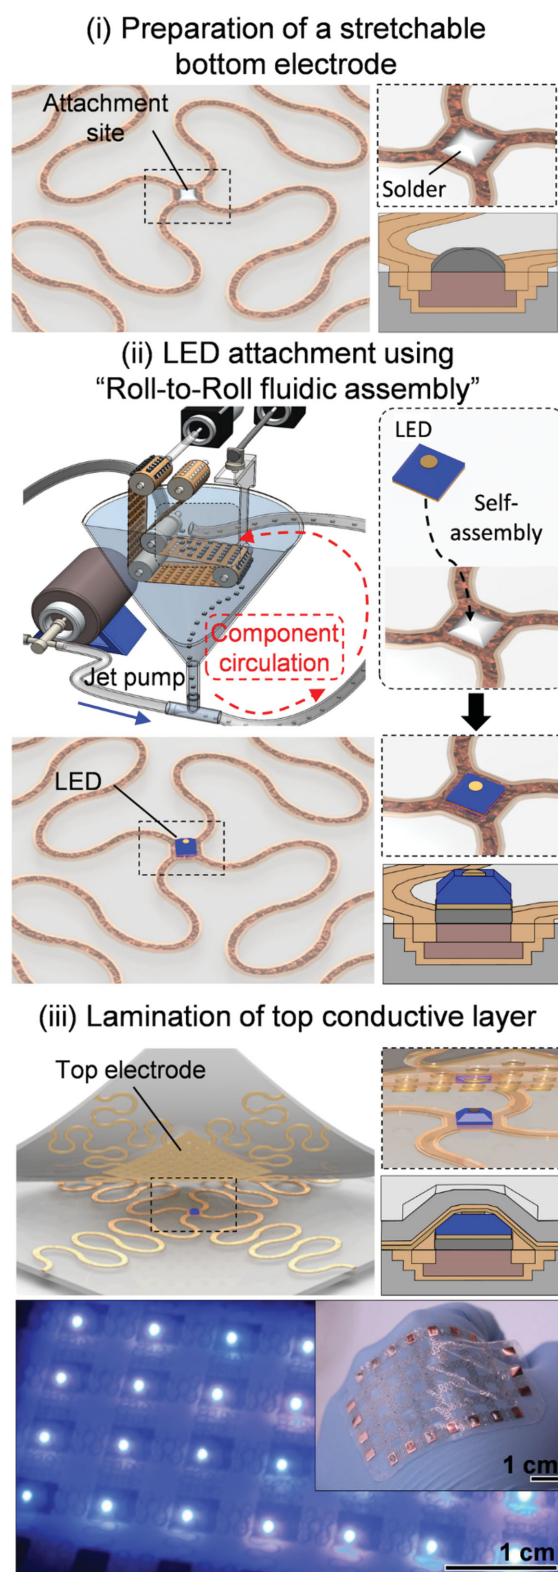 (i) Preparation of a stretchable
bottom electrode
Attachment
site
Solder
(ii) LED attachment using
“Roll-to-Roll fluidic assembly”
LED
Self-
assembly
Component
circulation
Jet pump
LED
(iii) Lamination of top conductive layer
Top electrode
1 cm
1 cm